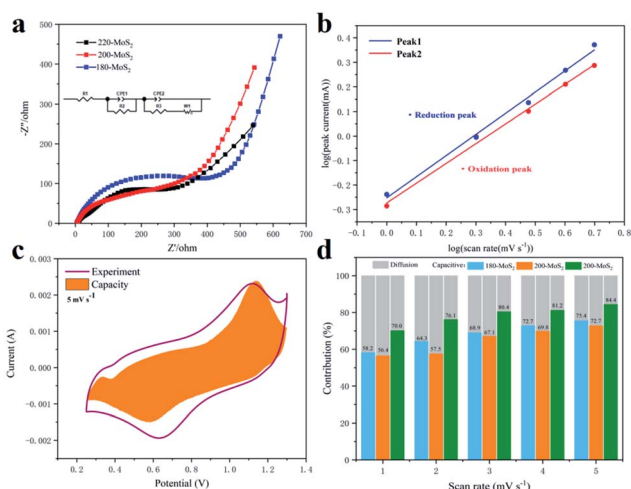 a
500
400
300
200
100
0
-Z''/ohm
220-MoS2
200-MoS2
180-MoS2
R1
CPE1
CPE2
R2
R3
W1
0
100
200
300
400
500
600
700
Z'/ohm
b
0.5
0.4
0.3
0.2
0.1
0.0
−0.1
−0.2
−0.3
log(peak current(mA))
Peak1
Peak2
Reduction peak
Oxidation peak
−0.1
0.0
0.1
0.2
0.3
0.4
0.5
0.6
0.7
0.8
log(scan rate(mV s-1))
c
0.003
0.002
0.001
0.000
−0.001
−0.002
Current (A)
Experiment
Capacity
5 mV s-1
0.2
0.4
0.6
0.8
1.0
1.2
1.4
Potential (V)
d
100
80
60
40
20
0
Contribution (%)
Diffusion Capacitive: 180-MoS2 200-MoS2 200-MoS2
58.2
56.4
70.0
64.3
57.5
76.1
68.9
67.1
80.4
72.7
69.8
81.2
75.4
72.7
84.4
1
2
3
4
5
Scan rate (mV s-1)